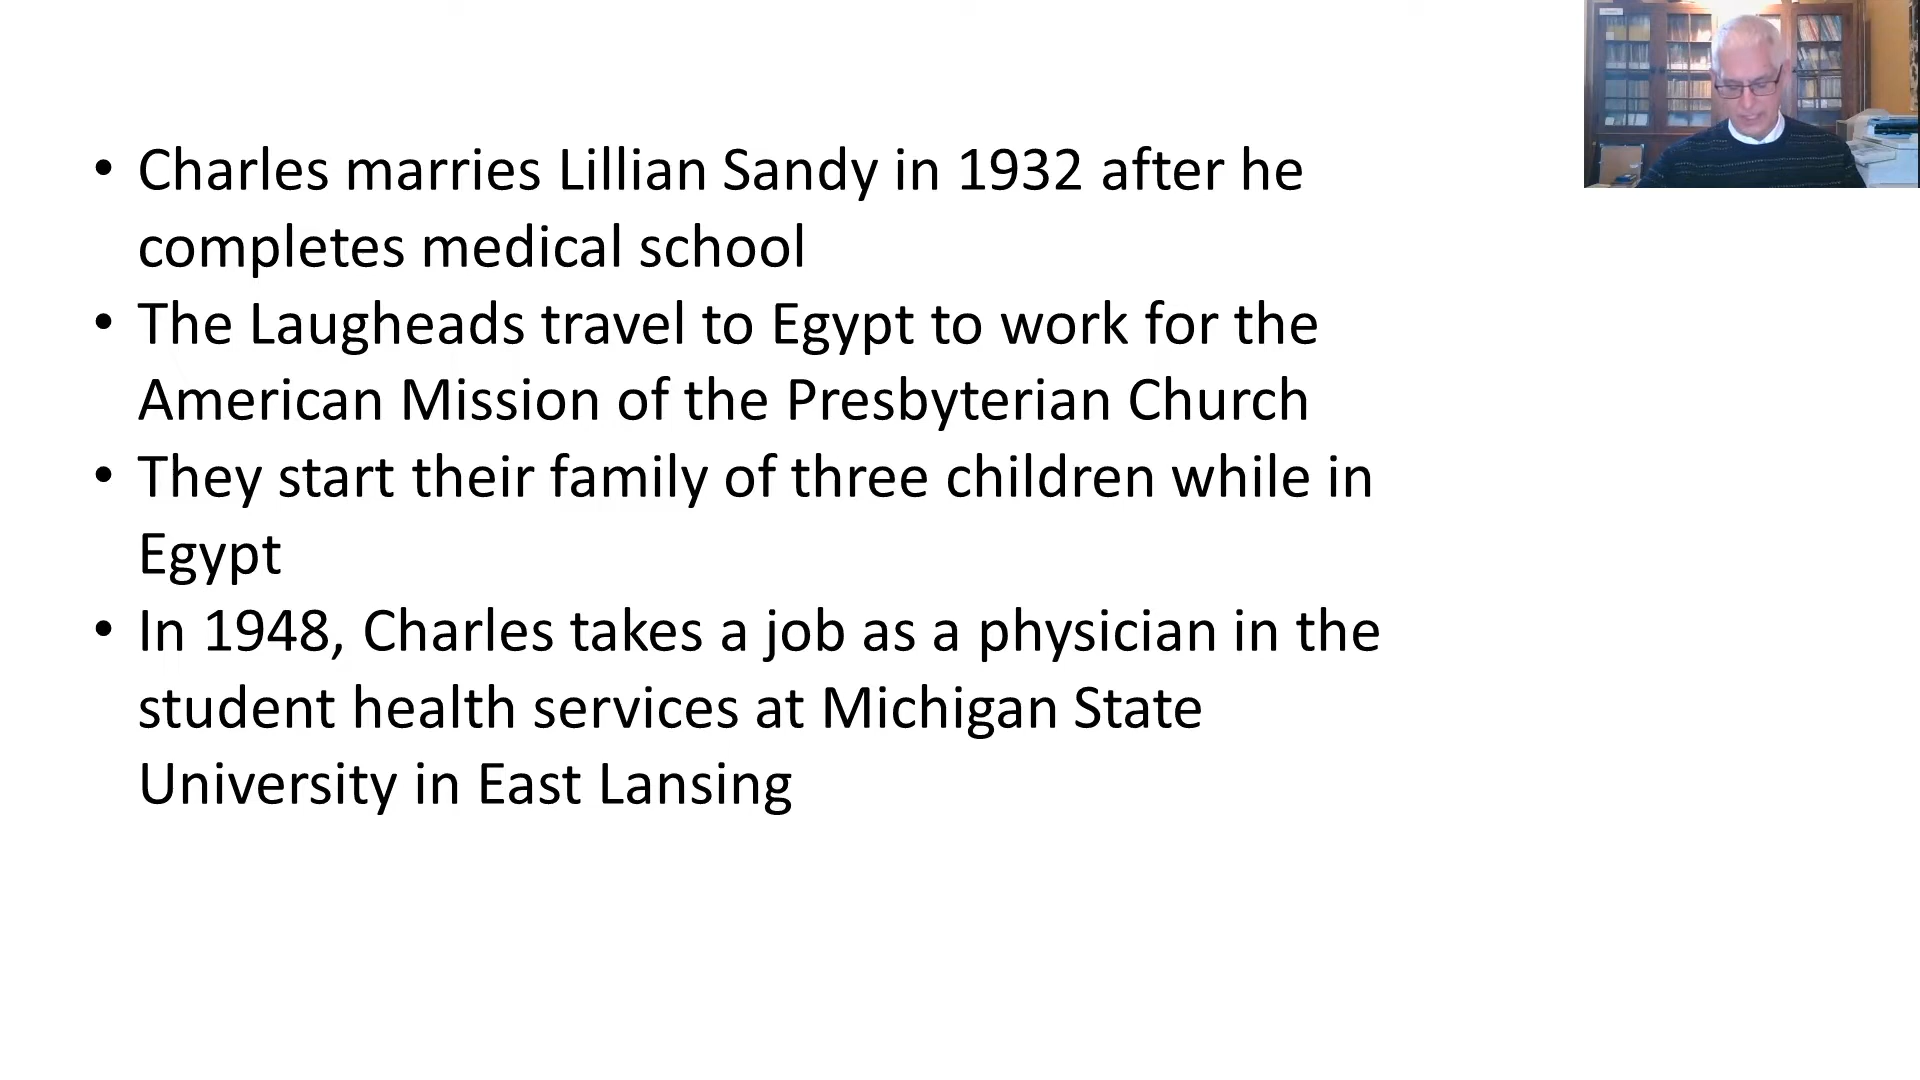 • Charles marries Lillian Sandy in 1932 after he
completes medical school
• The Laugheads travel to Egypt to work for the
American Mission of the Presbyterian Church
• They start their family of three children while in
Egypt
• In 1948, Charles takes a job as a physician in the
student health services at Michigan State
University in East Lansing